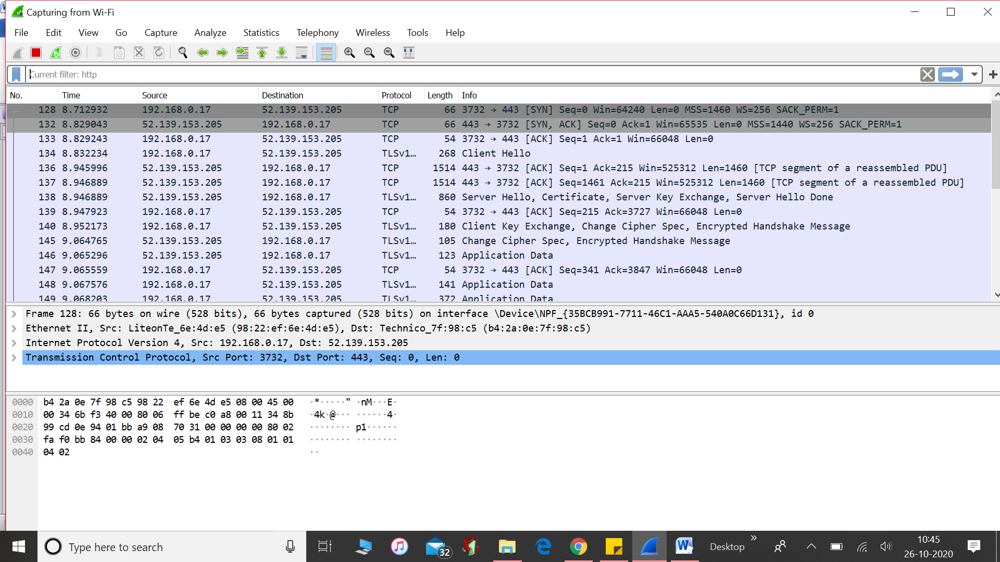 Capturing from Wi-Fi
File Edit View Go Capture Analyze Statistics Telephony Wireless Tools Help
Current filter: http
No. Time Source Destination Protocol Length Info
128 8.712932 192.168.0.17 52.139.153.205 TCP 66 3732 → 443 [SYN] Seq=0 Win=64240 Len=0 MSS=1460 WS=256 SACK_PERM=1
132 8.829043 52.139.153.205 192.168.0.17 TCP 66 443 → 3732 [SYN, ACK] Seq=0 Ack=1 Win=65535 Len=0 MSS=1440 WS=256 SACK_PERM=1
133 8.829243 192.168.0.17 52.139.153.205 TCP 54 3732 → 443 [ACK] Seq=1 Ack=1 Win=66048 Len=0
134 8.832234 192.168.0.17 52.139.153.205 TLSv1… 268 Client Hello
136 8.945996 52.139.153.205 192.168.0.17 TCP 1514 443 → 3732 [ACK] Seq=1 Ack=215 Win=525312 Len=1460 [TCP segment of a reassembled PDU]
137 8.946889 52.139.153.205 192.168.0.17 TCP 1514 443 → 3732 [ACK] Seq=1461 Ack=215 Win=525312 Len=1460 [TCP segment of a reassembled PDU]
138 8.946889 52.139.153.205 192.168.0.17 TLSv1… 860 Server Hello, Certificate, Server Key Exchange, Server Hello Done
139 8.947923 192.168.0.17 52.139.153.205 TCP 54 3732 → 443 [ACK] Seq=215 Ack=3727 Win=66048 Len=0
140 8.952173 192.168.0.17 52.139.153.205 TLSv1… 180 Client Key Exchange, Change Cipher Spec, Encrypted Handshake Message
145 9.064765 52.139.153.205 192.168.0.17 TLSv1… 105 Change Cipher Spec, Encrypted Handshake Message
146 9.065296 52.139.153.205 192.168.0.17 TLSv1… 123 Application Data
147 9.065559 192.168.0.17 52.139.153.205 TCP 54 3732 → 443 [ACK] Seq=341 Ack=3847 Win=66048 Len=0
148 9.067576 192.168.0.17 52.139.153.205 TLSv1… 141 Application Data
149 9.068203 192.168.0.17 52.139.153.205 TLSv1… 372 Application Data
Frame 128: 66 bytes on wire (528 bits), 66 bytes captured (528 bits) on interface \Device\NPF_{35BCB991-7711-46C1-AAA5-540A0C66D131}, id 0
Ethernet II, Src: LiteonTe_6e:4d:e5 (98:22:ef:6e:4d:e5), Dst: Technico_7f:98:c5 (b4:2a:0e:7f:98:c5)
Internet Protocol Version 4, Src: 192.168.0.17, Dst: 52.139.153.205
Transmission Control Protocol, Src Port: 3732, Dst Port: 443, Seq: 0, Len: 0
0000 b4 2a 0e 7f 98 c5 98 22 ef 6e 4d e5 08 00 45 00 ·*·····" ·nM···E·
0010 00 34 6b f3 40 00 80 06 ff be c0 a8 00 11 34 8b ·4k·@··· ······4·
0020 99 cd 0e 94 01 bb a9 08 70 31 00 00 00 00 80 02 ········ p1······
0030 fa f0 bb 84 00 00 02 04 05 b4 01 03 03 08 01 01 ········ ········
0040 04 02 ··
Type here to search
32
Desktop
10:45
26-10-2020